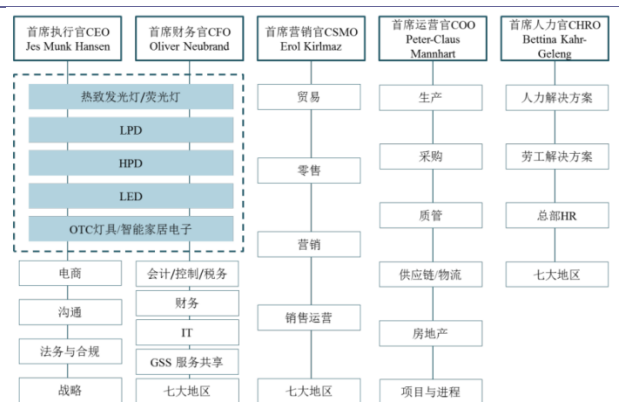 首席执行官CEO
Jes Munk Hansen
首席财务官CFO
Oliver Neubrand
首席营销官CSMO
Erol Kirlmaz
首席运营官COO
Peter-Claus
Mannhart
首席人力官CHRO
Bettina Kahr-
Geleng
热致发光灯/荧光灯
LPD
HPD
LED
OTC灯具/智能家居电子
电商
沟通
法务与合规
战略
会计/控制/税务
财务
IT
GSS 服务共享
七大地区
贸易
零售
营销
销售运营
七大地区
生产
采购
质管
供应链/物流
房地产
项目与进程
人力解决方案
劳工解决方案
总部HR
七大地区